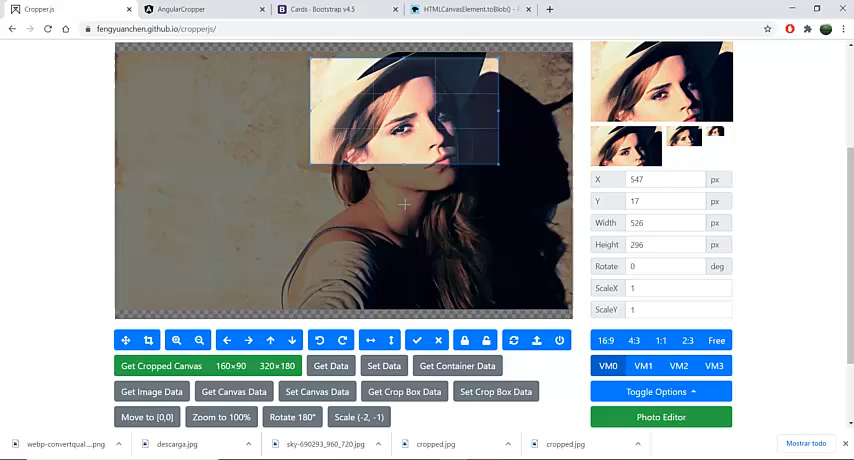 Cropper.js
AngularCropper
Cards · Bootstrap v4.5
HTMLCanvasElement.toBlob() -
fengyuanchen.github.io/cropperjs/
X 547 px
Y 17 px
Width 526 px
Height 296 px
Rotate 0 deg
ScaleX 1
ScaleY 1
16:9 4:3 1:1 2:3 Free
Get Cropped Canvas 160×90 320×180 Get Data Set Data Get Container Data
VM0 VM1 VM2 VM3
Get Image Data Get Canvas Data Set Canvas Data Get Crop Box Data Set Crop Box Data
Toggle Options
Move to [0,0] Zoom to 100% Rotate 180° Scale (-2, -1)
Photo Editor
webp-convertqual....png descarga.jpg sky-690293_960_720.jpg cropped.jpg cropped.jpg Mostrar todo